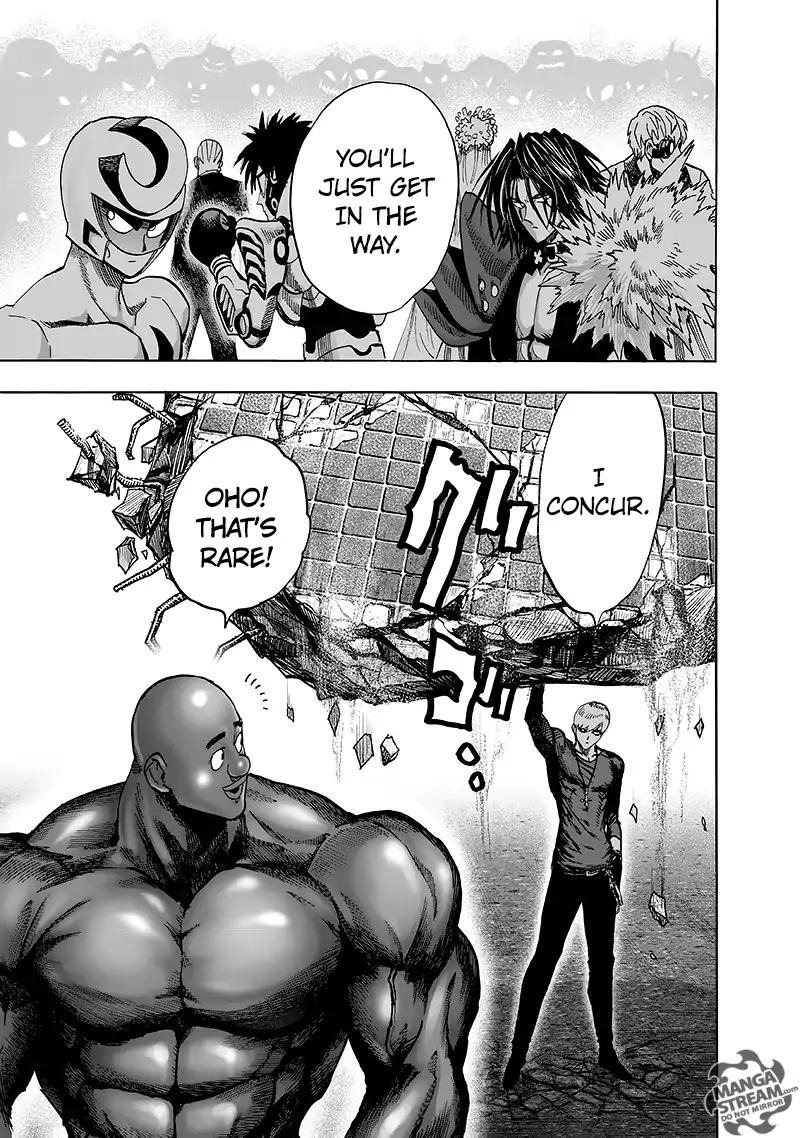 YOU'LL
JUST GET
IN THE
WAY.
I
CONCUR.
OHO!
THAT'S
RARE!
MANGA
STREAM.COM
DO NOT MIRROR